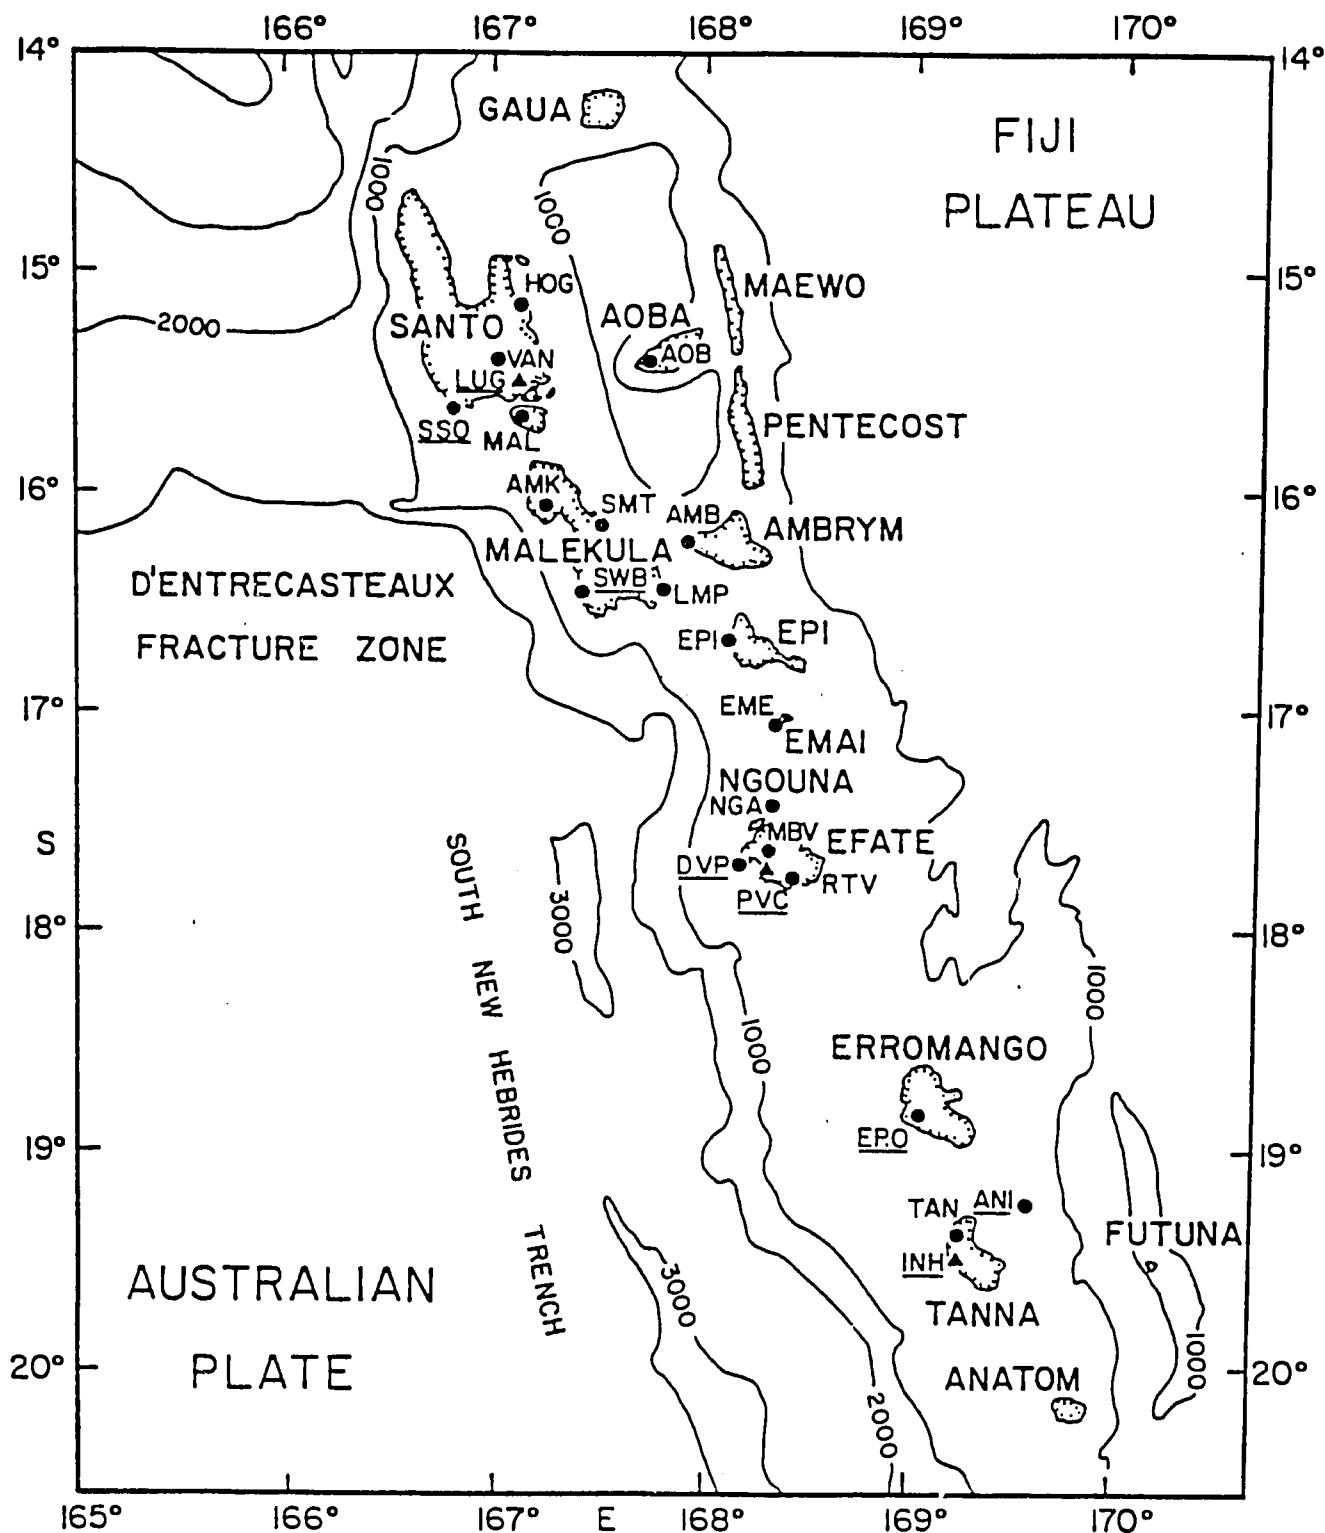 166° 167° 168° 169° 170°
14° 14°
GAUA
FIJI
PLATEAU
1000
1000
15° 15°
HOG
MAEWO
2000
SANTO
AOBA
VAN
AOB
LUG
SSQ
MAL
PENTECOST
16° 16°
AMK
SMT
AMB
AMBRYM
MALEKULA
D'ENTRECASTEAUX
FRACTURE ZONE
SWB
LMP
EPI
EPI
17° 17°
EME
EMAI
NGOUNA
NGA
S
MBV
EFATE
DVP
RTV
PVC
3000
SOUTH NEW HEBRIDES TRENCH
18° 18°
1000
1000
ERROMANGO
EPO
19° 19°
TAN
ANI
FUTUNA
INH
TANNA
3000
AUSTRALIAN
PLATE
1000
20° 20°
ANATOM
2000
165° 166° 167° E 168° 169° 170°